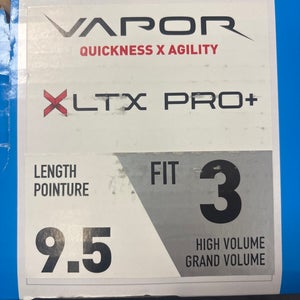 VAPOR
QUICKNESS X AGILITY
XLTX PRO+
LENGTH
POINTURE
9.5
FIT 3
HIGH VOLUME
GRAND VOLUME